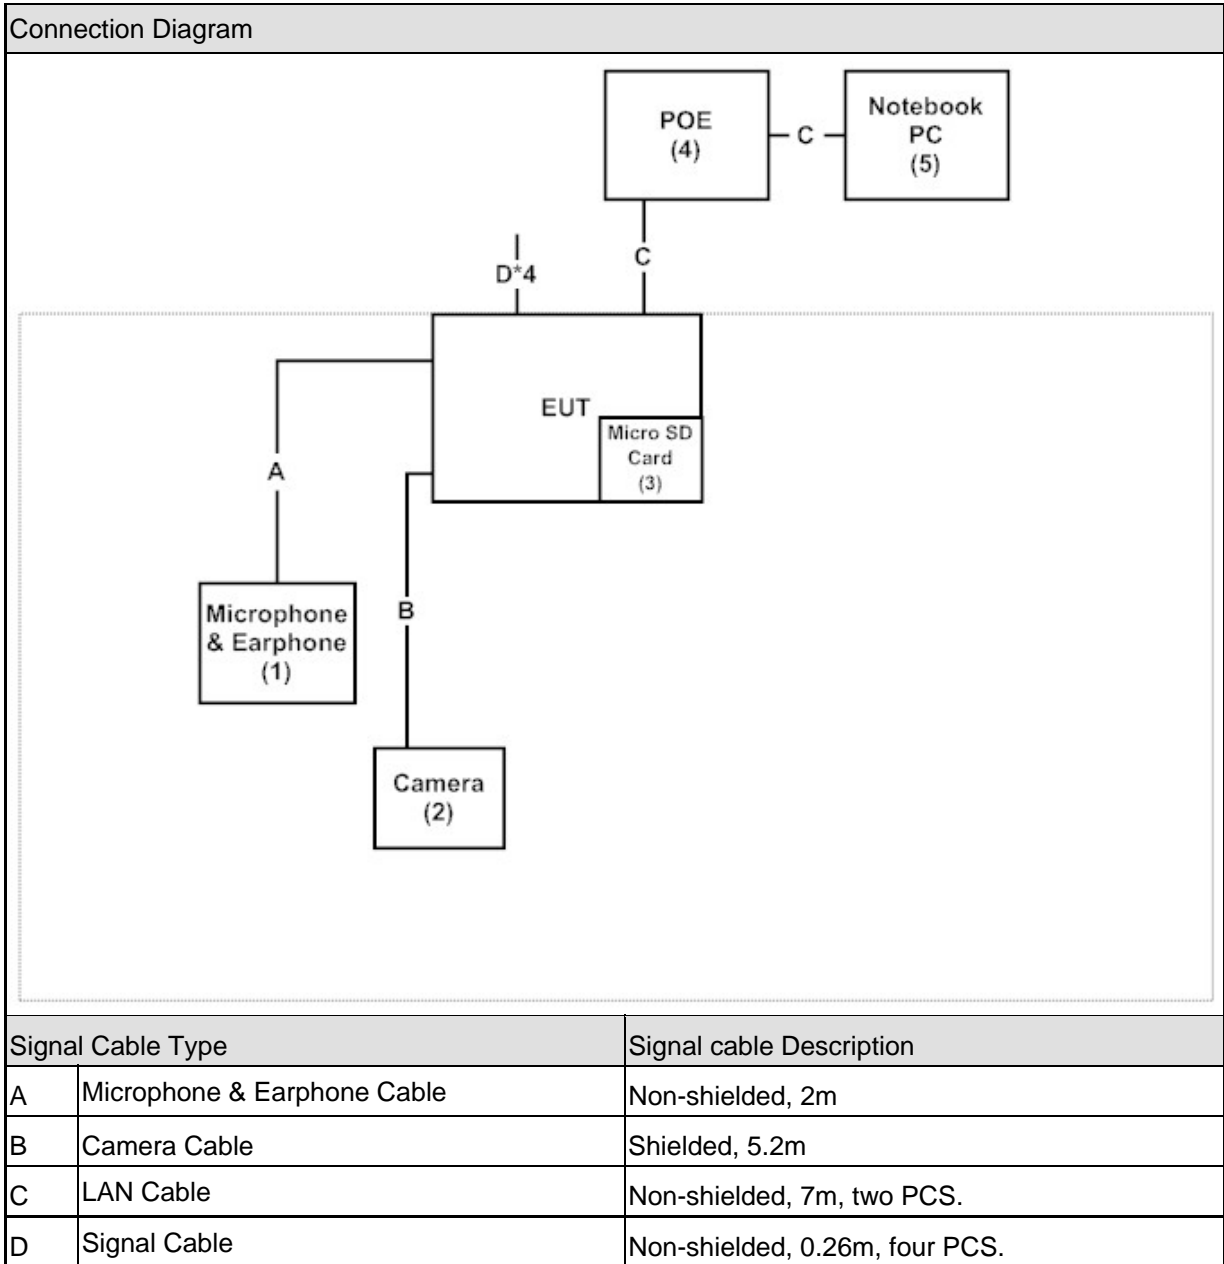 Connection Diagram
POE
(4)
C
Notebook
PC
(5)
D*4
C
EUT
Micro SD
Card
(3)
A
Microphone
& Earphone
(1)
B
Camera
(2)
Signal Cable Type Signal cable Description
A Microphone & Earphone Cable Non-shielded, 2m
B Camera Cable Shielded, 5.2m
C LAN Cable Non-shielded, 7m, two PCS.
D Signal Cable Non-shielded, 0.26m, four PCS.